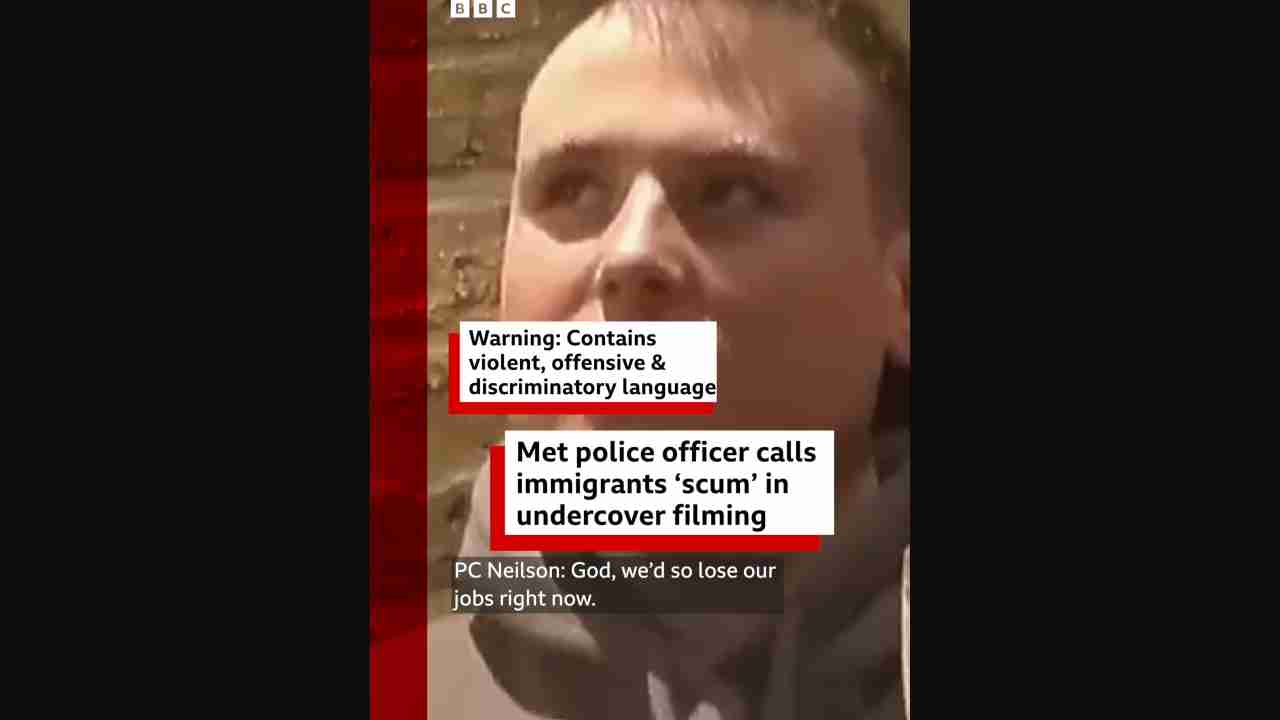 BBC
Warning: Contains
violent, offensive &
discriminatory language
Met police officer calls
immigrants ‘scum’ in
undercover filming
PC Neilson: God, we’d so lose our
jobs right now.